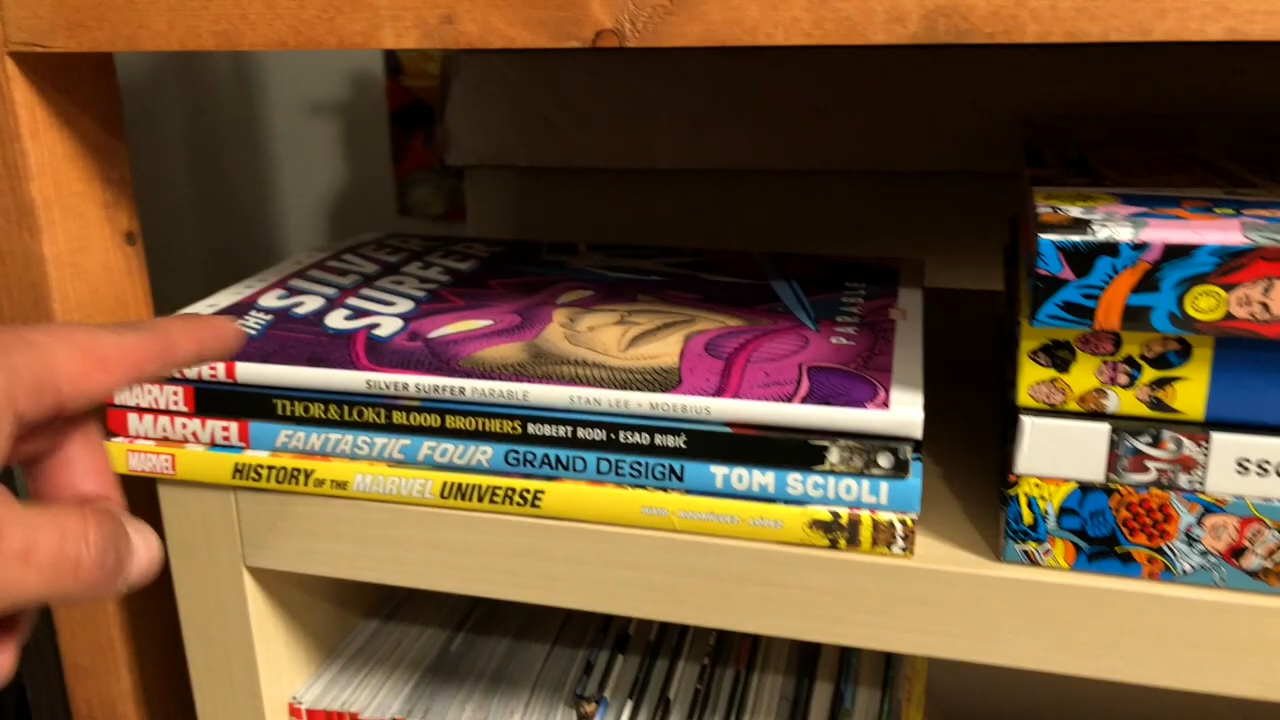 THE SILVER
SURFER
PARABLE
MARVEL SILVER SURFER PARABLE STAN LEE • MOEBIUS
MARVEL THOR & LOKI: BLOOD BROTHERS ROBERT RODI • ESAD RIBIĆ
MARVEL FANTASTIC FOUR GRAND DESIGN TOM SCIOLI
MARVEL HISTORY OF THE MARVEL UNIVERSE